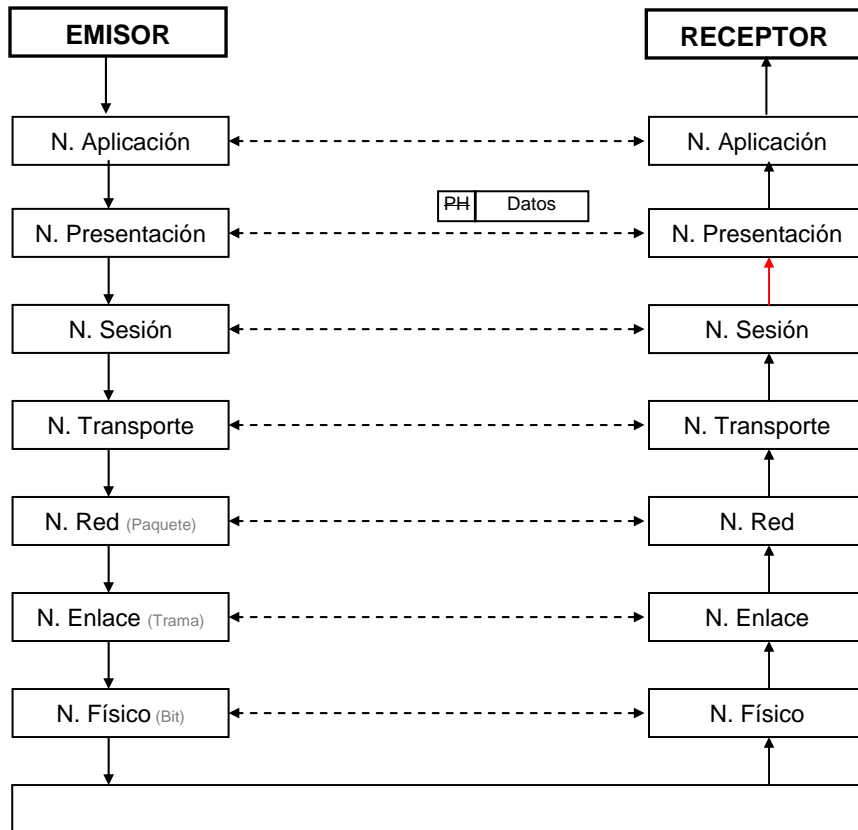 EMISOR RECEPTOR
N. Aplicación N. Aplicación
PH Datos
N. Presentación N. Presentación
N. Sesión N. Sesión
N. Transporte N. Transporte
N. Red (Paquete) N. Red
N. Enlace (Trama) N. Enlace
N. Físico (Bit) N. Físico